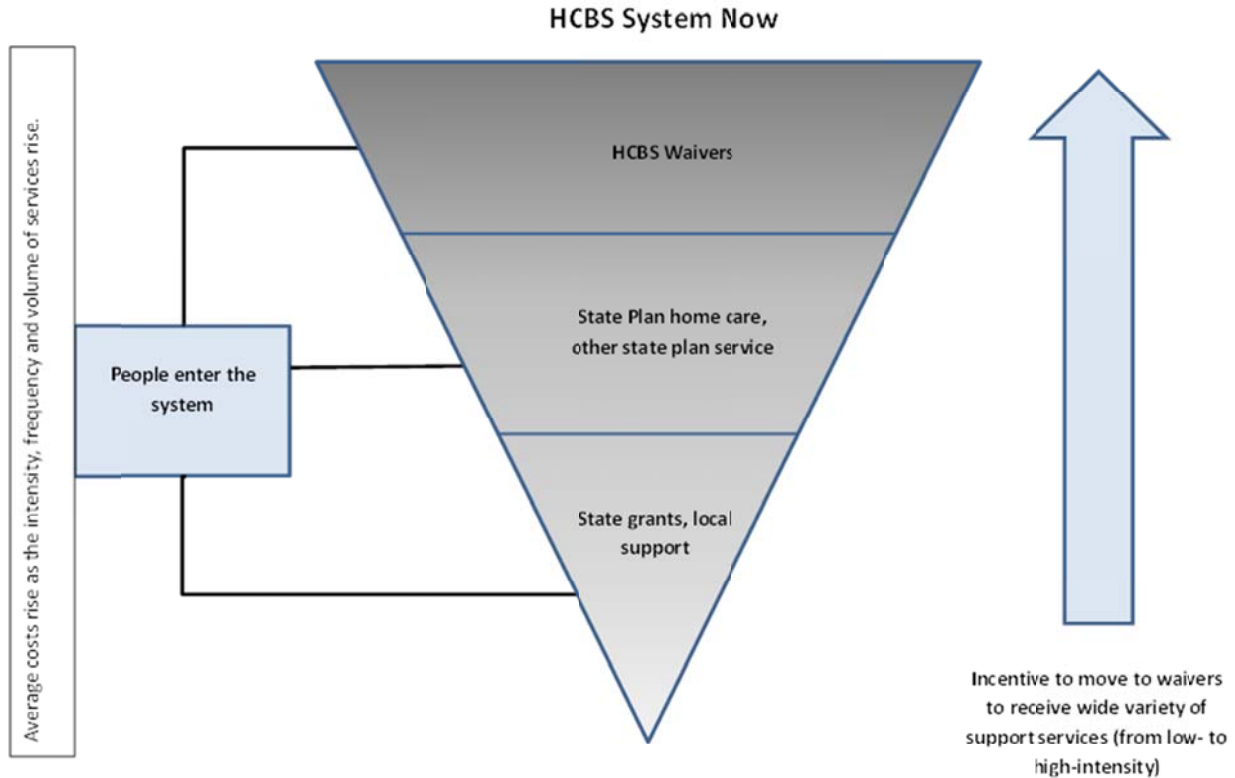 HCBS System Now
Average costs rise as the intensity, frequency and volume of services rise.
HCBS Waivers
People enter the
system
State Plan home care,
other state plan service
State grants, local
support
Incentive to move to waivers
to receive wide variety of
support services (from low- to
high-intensity)